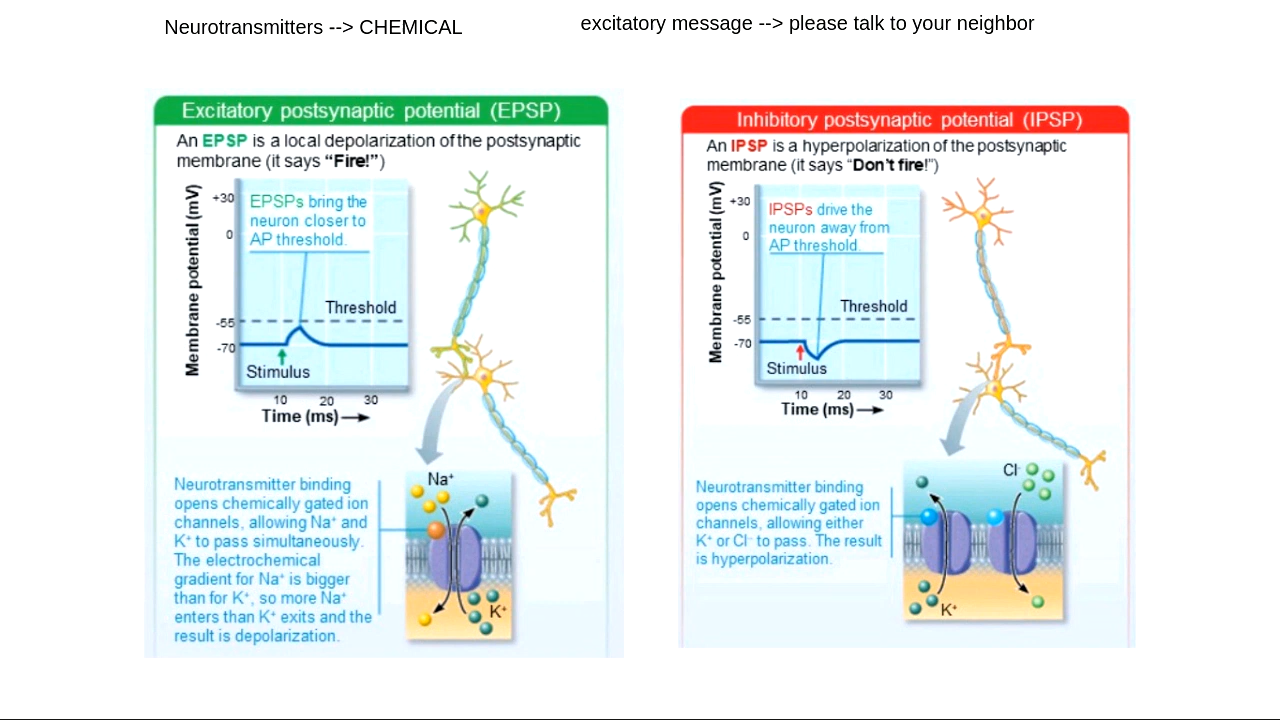 Neurotransmitters --> CHEMICAL
excitatory message --> please talk to your neighbor
Excitatory postsynaptic potential (EPSP)
An EPSP is a local depolarization of the postsynaptic
membrane (it says “Fire!”)
Membrane potential (mV)
+30
0
-55
-70
EPSPs bring the
neuron closer to
AP threshold.
Threshold
Stimulus
10 20 30
Time (ms)
Neurotransmitter binding
opens chemically gated ion
channels, allowing Na⁺ and
K⁺ to pass simultaneously.
The electrochemical
gradient for Na⁺ is bigger
than for K⁺, so more Na⁺
enters than K⁺ exits and the
result is depolarization.
Na⁺
K⁺
Inhibitory postsynaptic potential (IPSP)
An IPSP is a hyperpolarization of the postsynaptic
membrane (it says “Don't fire!”)
Membrane potential (mV)
+30
0
-55
-70
IPSPs drive the
neuron away from
AP threshold.
Threshold
Stimulus
10 20 30
Time (ms)
Neurotransmitter binding
opens chemically gated ion
channels, allowing either
K⁺ or Cl⁻ to pass. The result
is hyperpolarization.
Cl⁻
K⁺